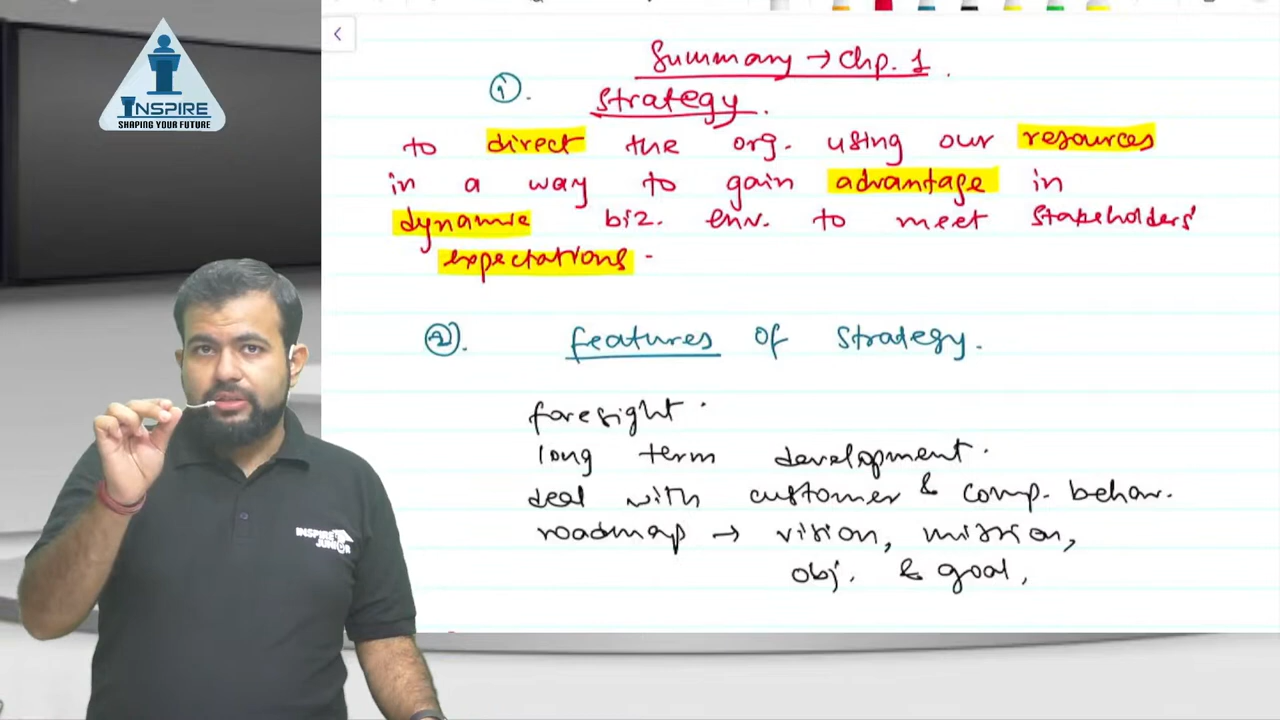 INSPIRE
SHAPING YOUR FUTURE
Summary → Chp. 1.
①. Strategy.
to direct the org. using our resources
in a way to gain advantage in
dynamic biz. env. to meet stakeholders'
expectations.
②. features of strategy.
foresight.
long term development.
deal with customer & comp. behav.
roadmap → vision, mission,
obj. & goal,
INSPIRE
JUNIOR